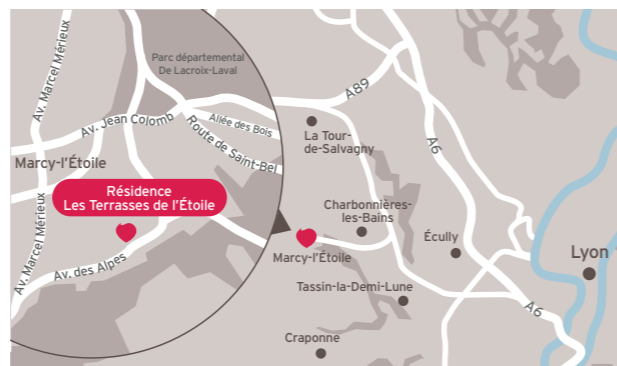 Parc départemental
De Lacroix-Laval
Av. Marcel Mérieux
Av. Jean Colomb
Allée des Bois
Route de Saint-Bel
Marcy-l'Étoile
Résidence
Les Terrasses de l'Étoile
Av. Marcel Mérieux
Av. des Alpes
A89
A6
La Tour-
de-Salvagny
Charbonnières-
les-Bains
Écully
Marcy-l'Étoile
Lyon
Tassin-la-Demi-Lune
A6
Craponne